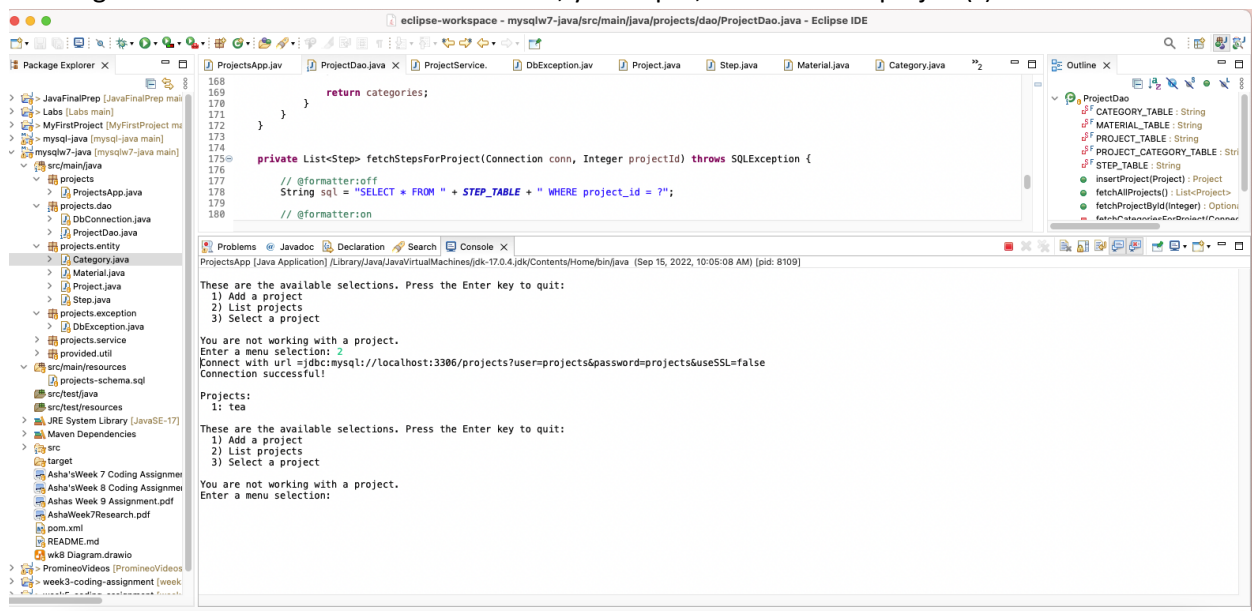 eclipse-workspace - mysqlw7-java/src/main/java/projects/dao/ProjectDao.java - Eclipse IDE
Package Explorer
> JavaFinalPrep [JavaFinalPrep mai
> Labs [Labs main]
> MyFirstProject [MyFirstProject ma
> mysql-java [mysql-java main]
mysqlw7-java [mysqlw7-java main]
src/main/java
projects
ProjectsApp.java
projects.dao
DbConnection.java
ProjectDao.java
projects.entity
Category.java
Material.java
Project.java
Step.java
projects.exception
DbException.java
projects.service
provided.util
src/main/resources
projects-schema.sql
src/test/java
src/test/resources
JRE System Library [JavaSE-17]
Maven Dependencies
src
target
Asha'sWeek 7 Coding Assignmen
Asha'sWeek 8 Coding Assignmen
Ashas Week 9 Assignment.pdf
AshaWeek7Research.pdf
pom.xml
README.md
wk8 Diagram.drawio
> PromineoVideos [PromineoVideos
> week3-coding-assignment [week
ProjectsApp.jav ProjectDao.java ProjectService. DbException.jav Project.java Step.java Material.java Category.java »2
168
169 return categories;
170 }
171 }
172 }
173
174
175 private List<Step> fetchStepsForProject(Connection conn, Integer projectId) throws SQLException {
176
177 // @formatter:off
178 String sql = "SELECT * FROM " + STEP_TABLE + " WHERE project_id = ?";
179
180 // @formatter:on
Outline
ProjectDao
CATEGORY_TABLE : String
MATERIAL_TABLE : String
PROJECT_TABLE : String
PROJECT_CATEGORY_TABLE : Stri
STEP_TABLE : String
insertProject(Project) : Project
fetchAllProjects() : List<Project>
fetchProjectById(Integer) : Optiona
fetchCategoriesForProject(Connec
Problems @ Javadoc Declaration Search Console
ProjectsApp [Java Application] /Library/Java/JavaVirtualMachines/jdk-17.0.4.jdk/Contents/Home/bin/java (Sep 15, 2022, 10:05:08 AM) [pid: 8109]
These are the available selections. Press the Enter key to quit:
1) Add a project
2) List projects
3) Select a project
You are not working with a project.
Enter a menu selection: 2
Connect with url =jdbc:mysql://localhost:3306/projects?user=projects&password=projects&useSSL=false
Connection successful!
Projects:
1: tea
These are the available selections. Press the Enter key to quit:
1) Add a project
2) List projects
3) Select a project
You are not working with a project.
Enter a menu selection: